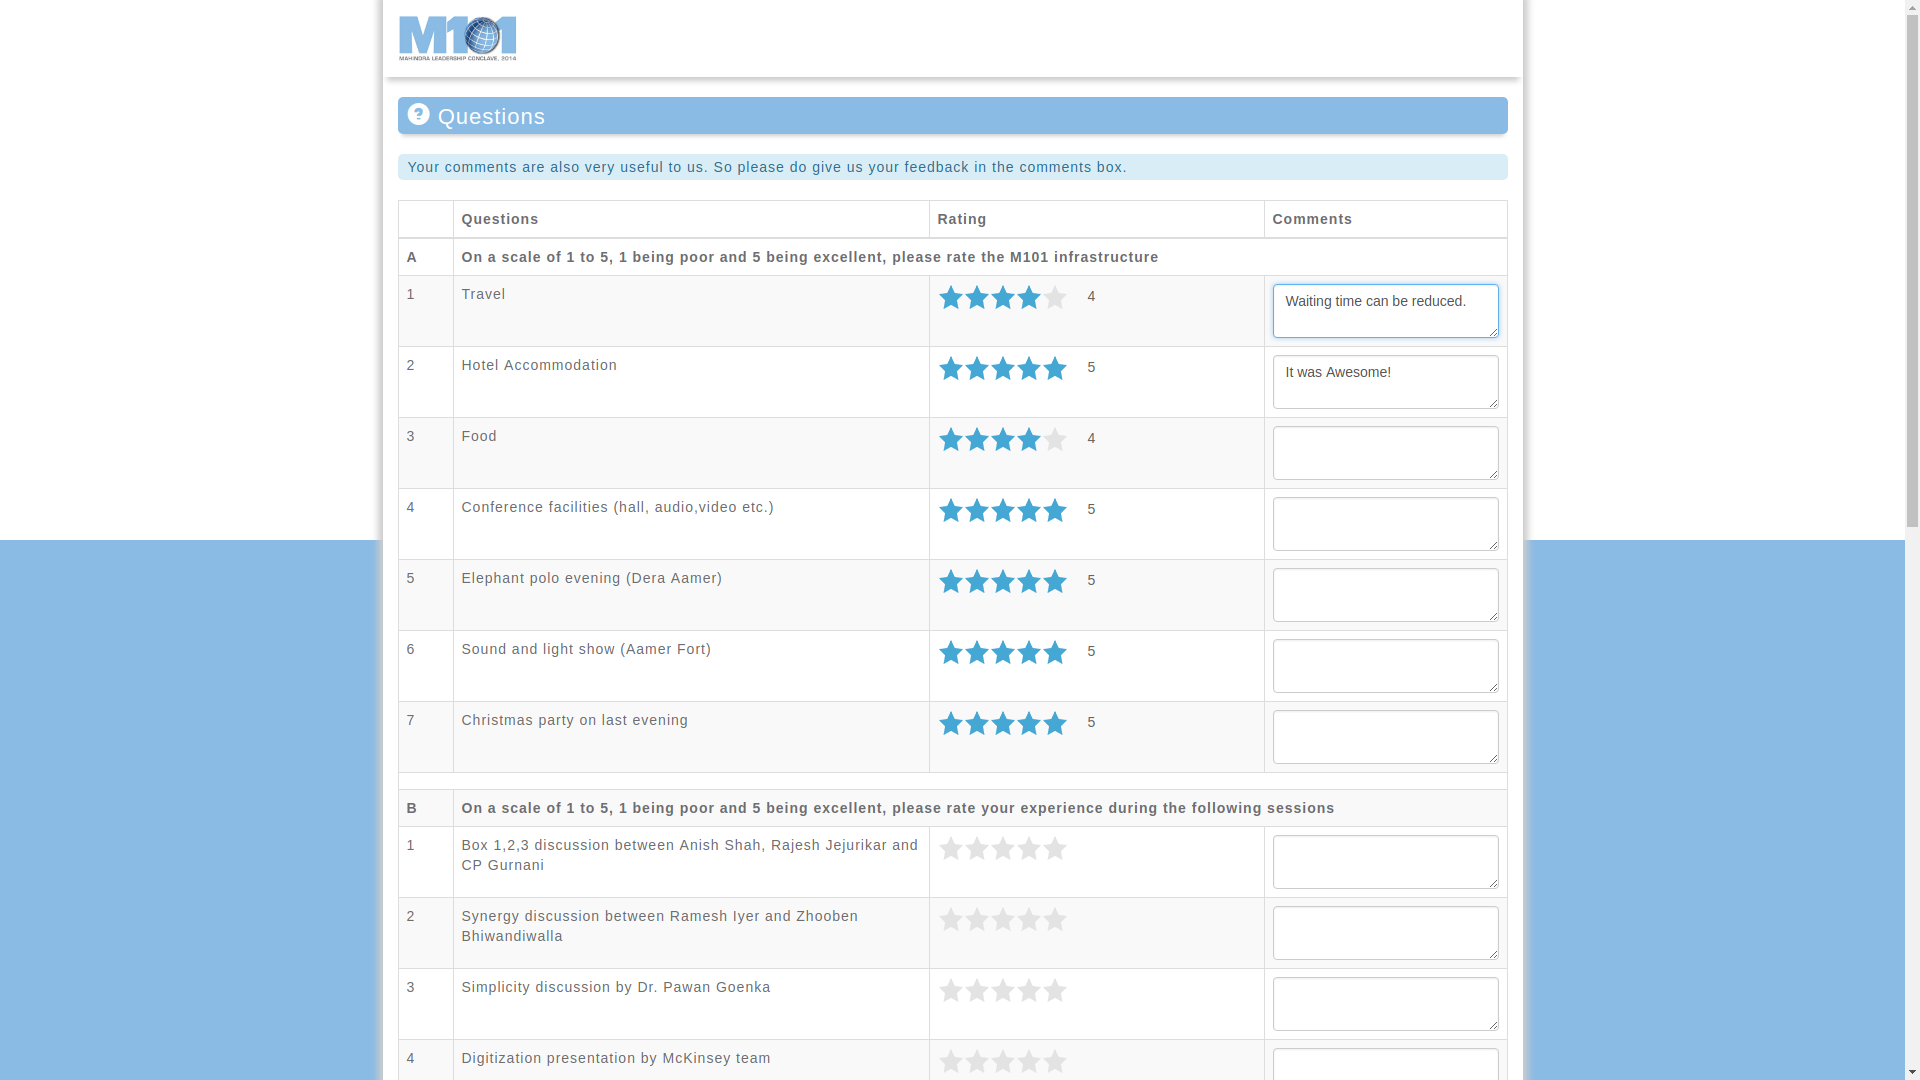 M101
MAHINDRA LEADERSHIP CONCLAVE, 2014
? Questions
Your comments are also very useful to us. So please do give us your feedback in the comments box.
Questions Rating Comments
A On a scale of 1 to 5, 1 being poor and 5 being excellent, please rate the M101 infrastructure
1 Travel 4 Waiting time can be reduced.
2 Hotel Accommodation 5 It was Awesome!
3 Food 4
4 Conference facilities (hall, audio,video etc.) 5
5 Elephant polo evening (Dera Aamer) 5
6 Sound and light show (Aamer Fort) 5
7 Christmas party on last evening 5
B On a scale of 1 to 5, 1 being poor and 5 being excellent, please rate your experience during the following sessions
1 Box 1,2,3 discussion between Anish Shah, Rajesh Jejurikar and
CP Gurnani
2 Synergy discussion between Ramesh Iyer and Zhooben
Bhiwandiwalla
3 Simplicity discussion by Dr. Pawan Goenka
4 Digitization presentation by McKinsey team